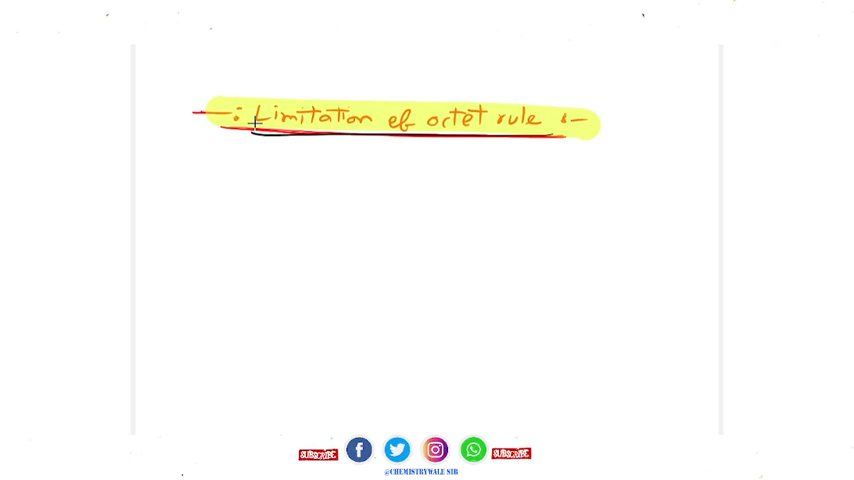 -: Limitation of octet rule :-
SUBSCRIBE
SUBSCRIBE
@CHEMISTRYWALE SIR